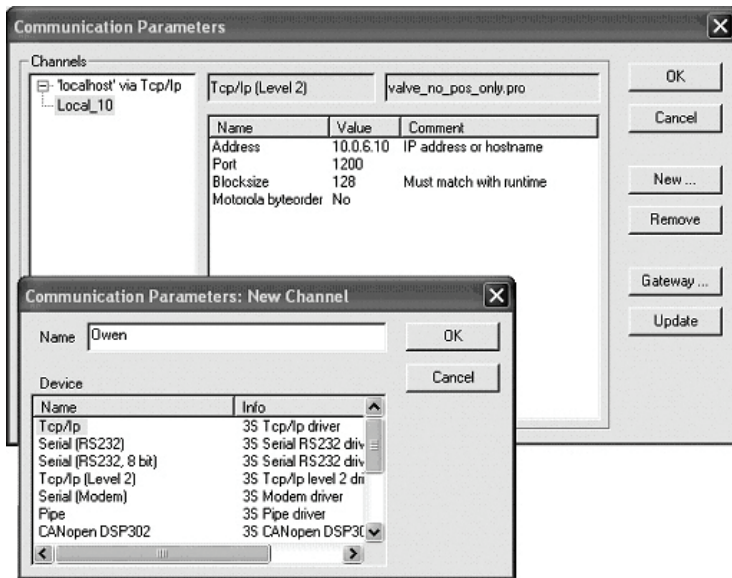 Communication Parameters
Channels
'localhost' via Tcp/Ip
Local_10
Tcp/Ip (Level 2)
valve_no_pos_only.pro
Name Value Comment
Address 10.0.6.10 IP address or hostname
Port 1200
Blocksize 128 Must match with runtime
Motorola byteorder No
OK
Cancel
New ...
Remove
Gateway ...
Update
Communication Parameters: New Channel
Name Owen
OK
Cancel
Device
Name Info
Tcp/Ip 3S Tcp/Ip driver
Serial (RS232) 3S Serial RS232 driv
Serial (RS232, 8 bit) 3S Serial RS232 driv
Tcp/Ip (Level 2) 3S Tcp/Ip level 2 dri
Serial (Modem) 3S Modem driver
Pipe 3S Pipe driver
CANopen DSP302 3S CANopen DSP3(